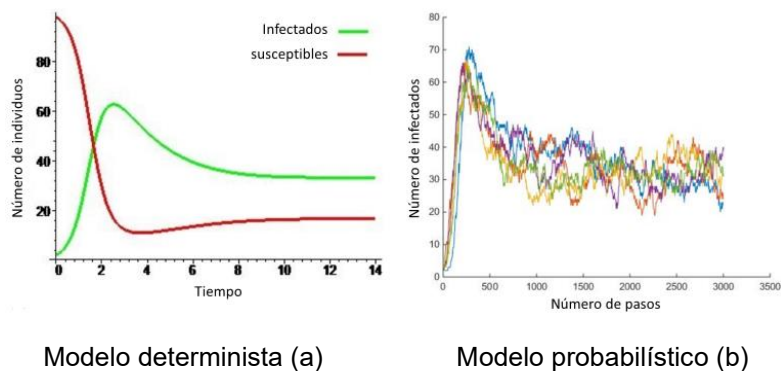 Infectados
susceptibles
Número de individuos
80
60
40
20
0 2 4 6 8 10 12 14
Tiempo
Modelo determinista (a)
Número de infectados
80
70
60
50
40
30
20
10
0
0 500 1000 1500 2000 2500 3000 3500
Número de pasos
Modelo probabilístico (b)